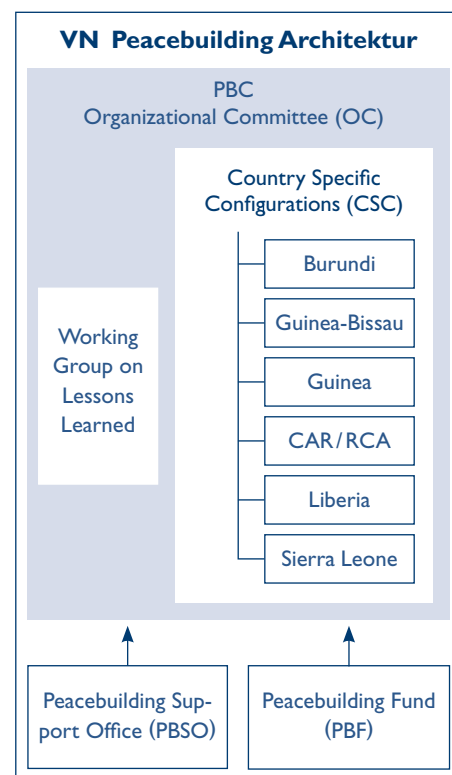 VN Peacebuilding Architektur
PBC
Organizational Committee (OC)
Country Specific
Configurations (CSC)
Burundi
Guinea-Bissau
Working
Group on
Lessons
Learned
Guinea
CAR/RCA
Liberia
Sierra Leone
Peacebuilding Sup-
port Office (PBSO)
Peacebuilding Fund
(PBF)